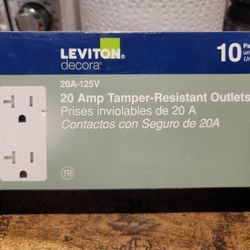 LEVITON
decora
10
20A-125V
20 Amp Tamper-Resistant Outlets
Prises inviolables de 20 A
Contactos con Seguro de 20A
TR